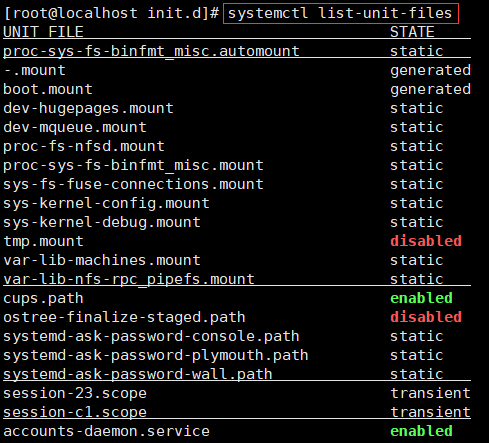 [root@localhost init.d]# systemctl list-unit-files
UNIT FILE STATE
proc-sys-fs-binfmt_misc.automount static
-.mount generated
boot.mount generated
dev-hugepages.mount static
dev-mqueue.mount static
proc-fs-nfsd.mount static
proc-sys-fs-binfmt_misc.mount static
sys-fs-fuse-connections.mount static
sys-kernel-config.mount static
sys-kernel-debug.mount static
tmp.mount disabled
var-lib-machines.mount static
var-lib-nfs-rpc_pipefs.mount static
cups.path enabled
ostree-finalize-staged.path disabled
systemd-ask-password-console.path static
systemd-ask-password-plymouth.path static
systemd-ask-password-wall.path static
session-23.scope transient
session-c1.scope transient
accounts-daemon.service enabled